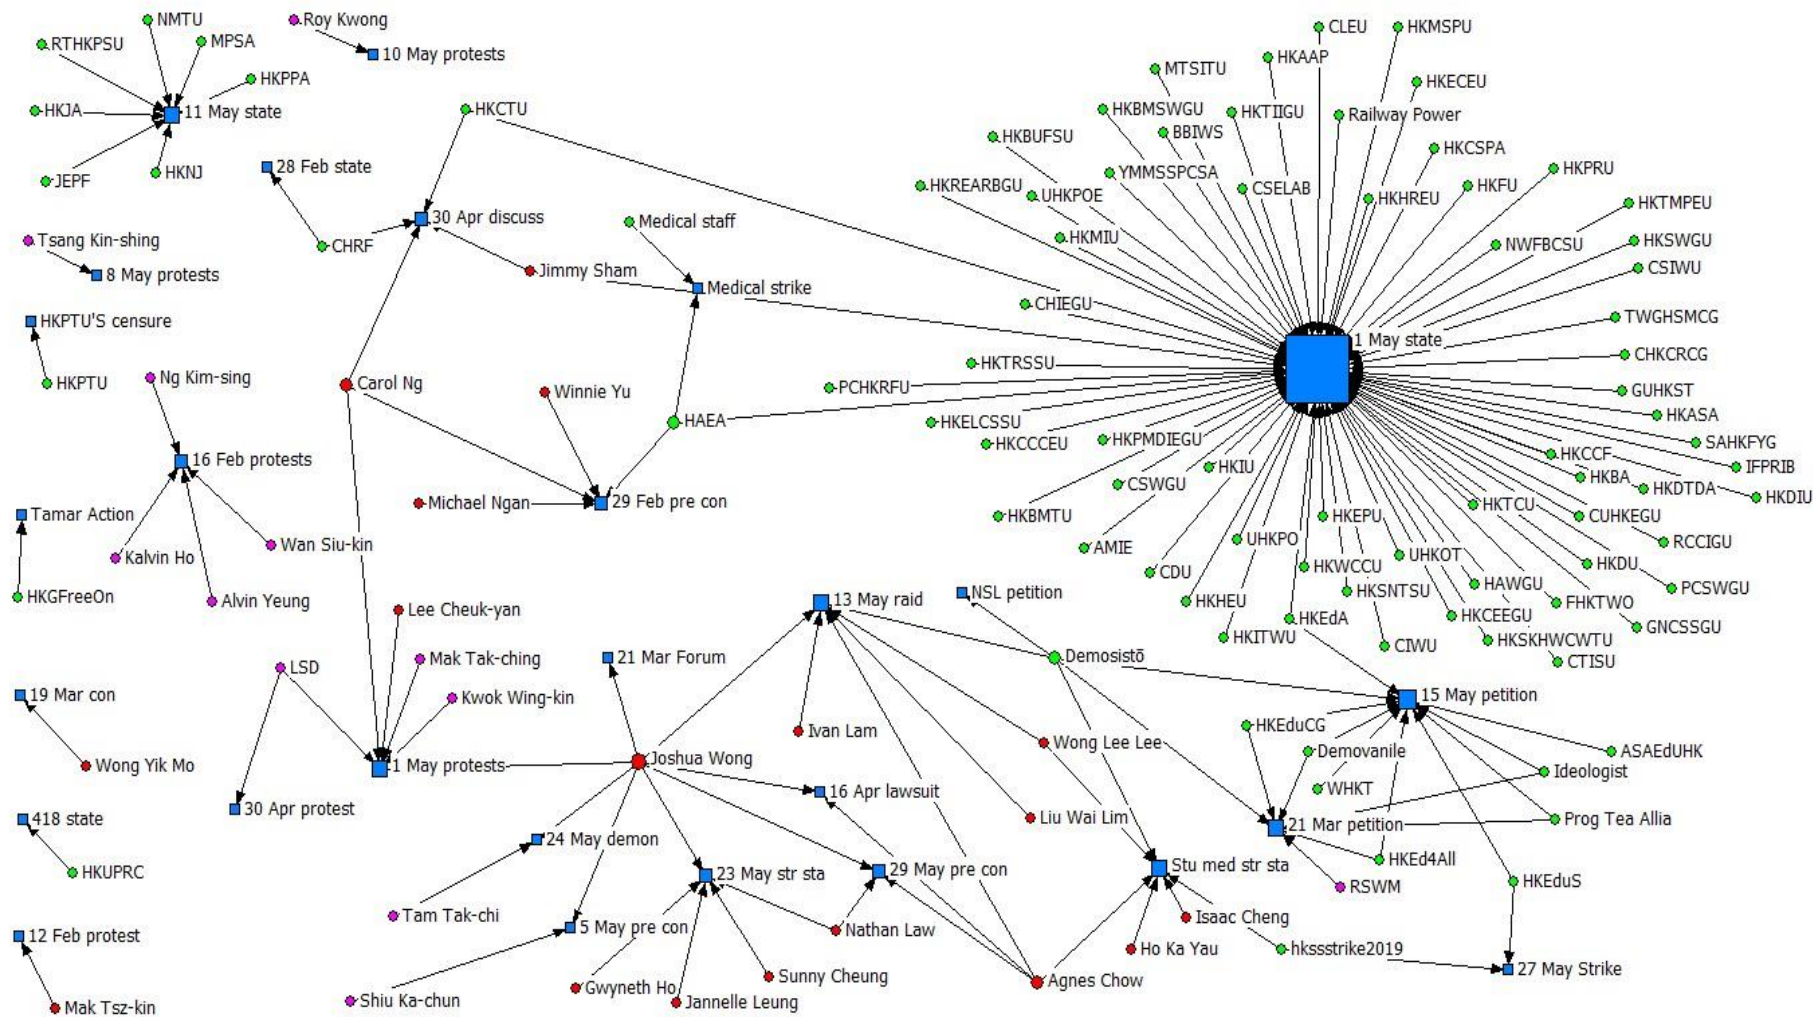 NMTU
Roy Kwong
CLEU
HKMSPU
RTHKPSU
MPSA
10 May protests
HKAAP
MTSITU
HKPPA
HKECEU
HKJA
11 May state
HKCTU
HKBMSWGU
HKTIIGU
Railway Power
HKBUFSU
BBIWS
HKCSPA
28 Feb state
HKNJ
YMMSSPCSA
HKPRU
JEPF
HKREARBGU
UHKPOE
CSELAB
HKHREU
HKFU
HKTMPEU
30 Apr discuss
Medical staff
HKMIU
Tsang Kin-shing
CHRF
NWFBCSU
HKSWGU
8 May protests
Jimmy Sham
CSIWU
Medical strike
CHIEGU
HKPTU'S censure
TWGHSMCG
1 May state
HKTRSSU
CHKCRCG
HKPTU
Ng Kim-sing
Carol Ng
Winnie Yu
PCHKRFU
GUHKST
HAEA
HKELCSSU
HKASA
HKCCCEU
HKPMDIEGU
SAHKFYG
16 Feb protests
HKIU
HKCCF
IFPRIB
CSWGU
HKBA
HKDTDA
HKDIU
Michael Ngan
29 Feb pre con
HKTCU
Tamar Action
HKBMTU
HKEPU
CUHKEGU
Kalvin Ho
Wan Siu-kin
AMIE
UHKPO
RCCIGU
CDU
HKWCCU
UHKOT
HKDU
HKGFreeOn
Alvin Yeung
13 May raid
NSL petition
HKHEU
HKSNTSU
HAWGU
PCSWGU
Lee Cheuk-yan
HKEdA
HKCEEGU
FHKTWO
HKITWU
CIWU
HKSKHWCWTU
GNCSSGU
LSD
Mak Tak-ching
21 Mar Forum
Demosistō
CTISU
19 Mar con
Kwok Wing-kin
15 May petition
Ivan Lam
HKEduCG
Wong Yik Mo
1 May protests
Joshua Wong
Wong Lee Lee
Demovanile
ASAEdUHK
Ideologist
30 Apr protest
16 Apr lawsuit
WHKT
418 state
Liu Wai Lim
21 Mar petition
Prog Tea Allia
24 May demon
HKUPRC
23 May str sta
29 May pre con
Stu med str sta
HKEd4All
RSWM
HKEduS
Tam Tak-chi
5 May pre con
Nathan Law
Isaac Cheng
12 Feb protest
Ho Ka Yau
hkssstrike2019
27 May Strike
Mak Tsz-kin
Shiu Ka-chun
Gwyneth Ho
Jannelle Leung
Sunny Cheung
Agnes Chow